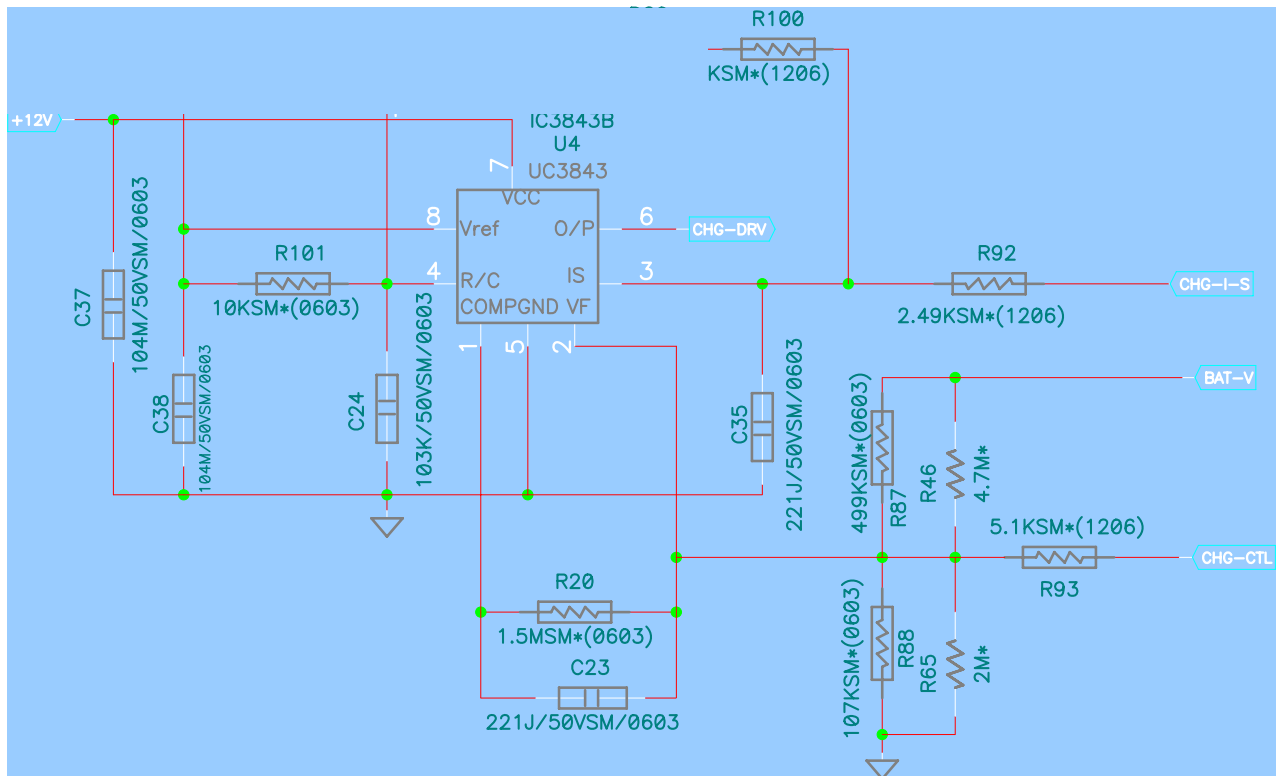 R100
KSM*(1206)
+12V
IC3843B
U4
UC3843
7
VCC
8
Vref
O/P
6
CHG-DRV
R101
4
R/C
IS
3
R92
CHG-I-S
10KSM*(0603)
COMP
GND
VF
2.49KSM*(1206)
1
5
2
C37
104M/50VSM/0603
C38
104M/50VSM/0603
C24
103K/50VSM/0603
C35
221J/50VSM/0603
BAT-V
499KSM*(0603)
R87
R46
4.7M*
5.1KSM*(1206)
CHG-CTL
R93
R20
1.5MSM*(0603)
C23
221J/50VSM/0603
107KSM*(0603)
R88
R65
2M*